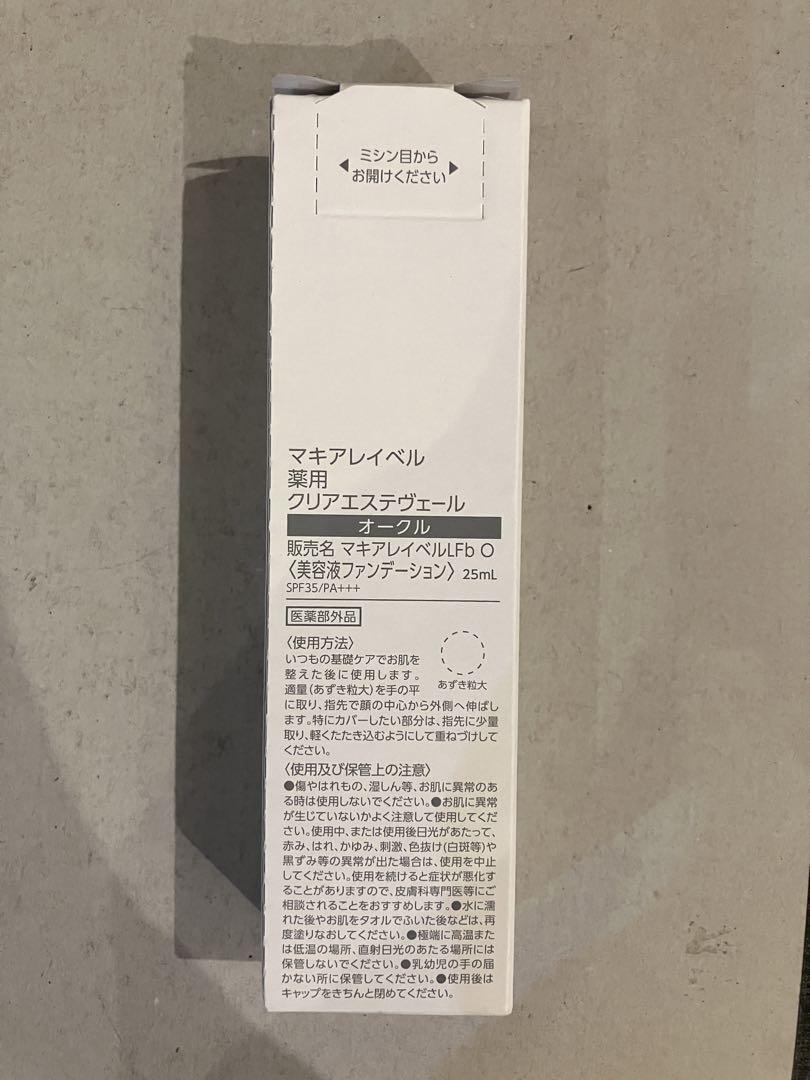 ミシン目から
お開けください
マキアレイベル
薬用
クリアエステヴェール
オークル
販売名 マキアレイベルLFb O
〈美容液ファンデーション〉 25mL
SPF35/PA+++
医薬部外品
〈使用方法〉
いつもの基礎ケアでお肌を
整えた後に使用します。
適量(あずき粒大)を手の平
あずき粒大
に取り、指先で顔の中心から外側へ伸ばし
ます。特にカバーしたい部分は、指先に少量
取り、軽くたたき込むようにして重ねづけして
ください。
〈使用及び保管上の注意〉
●傷やはれもの、湿しん等、お肌に異常のあ
る時は使用しないでください。●お肌に異常
が生じていないかよく注意して使用してくだ
さい。使用中、または使用後日光があたって、
赤み、はれ、かゆみ、刺激、色抜け(白斑等)や
黒ずみ等の異常が出た場合は、使用を中止
してください。使用を続けると症状が悪化す
ることがありますので、皮膚科専門医等にご
相談されることをおすすめします。●水に濡
れた後やお肌をタオルでふいた後などは、再
度塗りなおしてください。●極端に高温また
は低温の場所、直射日光のあたる場所には
保管しないでください。●乳幼児の手の届
かない所に保管してください。●使用後は
キャップをきちんと閉めてください。